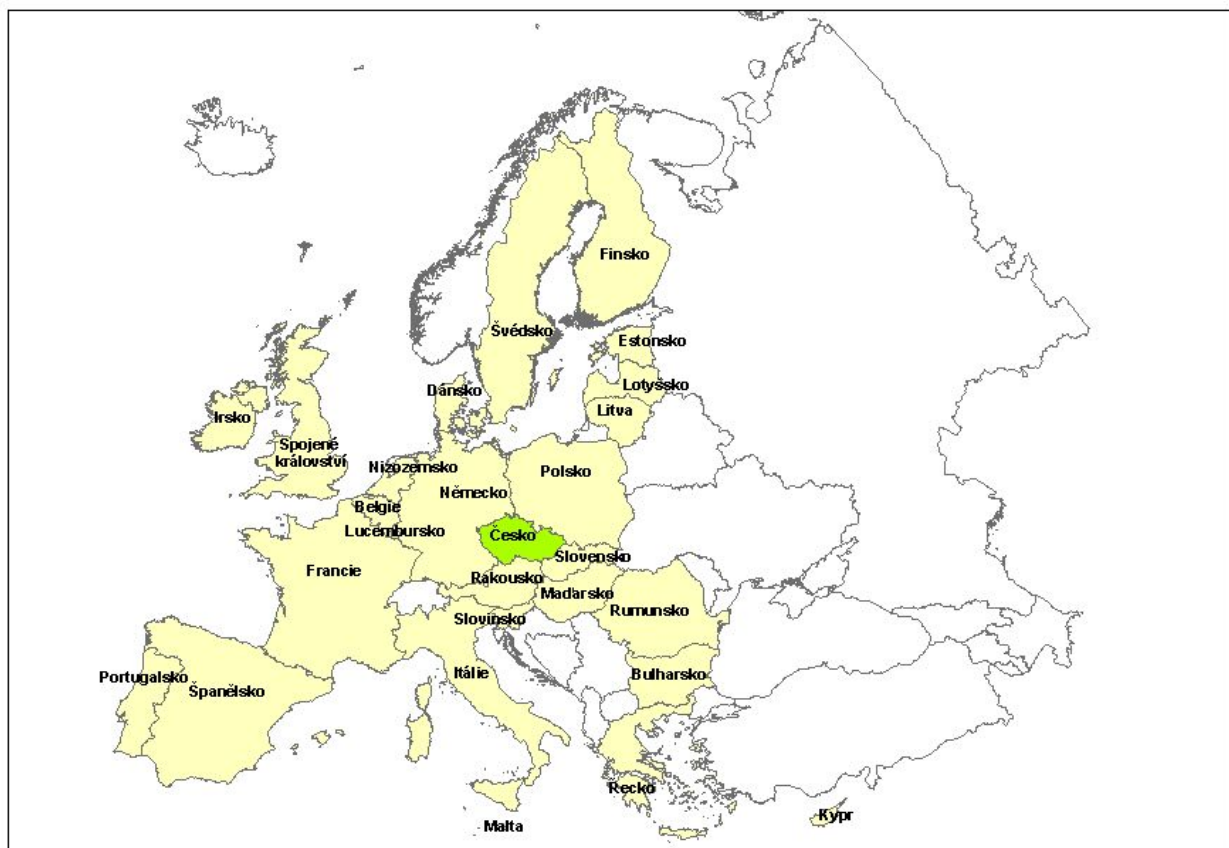 Finsko
Švédsko
Estonsko
Lotyšsko
Dánsko
Litva
Irsko
Spojené
království
Nizozemsko
Polsko
Německo
Belgie
Lucembursko
Česko
Slovensko
Francie
Rakousko
Maďarsko
Rumunsko
Slovinsko
Itálie
Bulharsko
Portugalsko
Španělsko
Řecko
Kypr
Malta